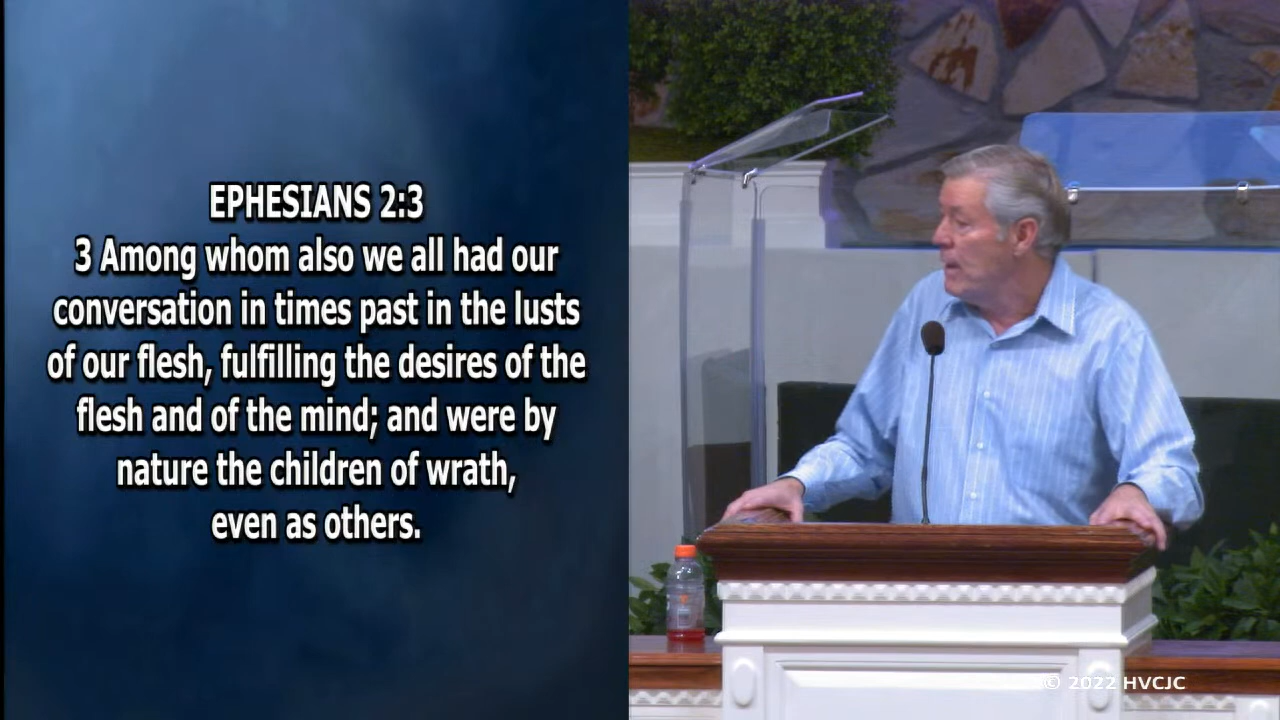 EPHESIANS 2:3
3 Among whom also we all had our
conversation in times past in the lusts
of our flesh, fulfilling the desires of the
flesh and of the mind; and were by
nature the children of wrath,
even as others.
© 2022 HVCJC